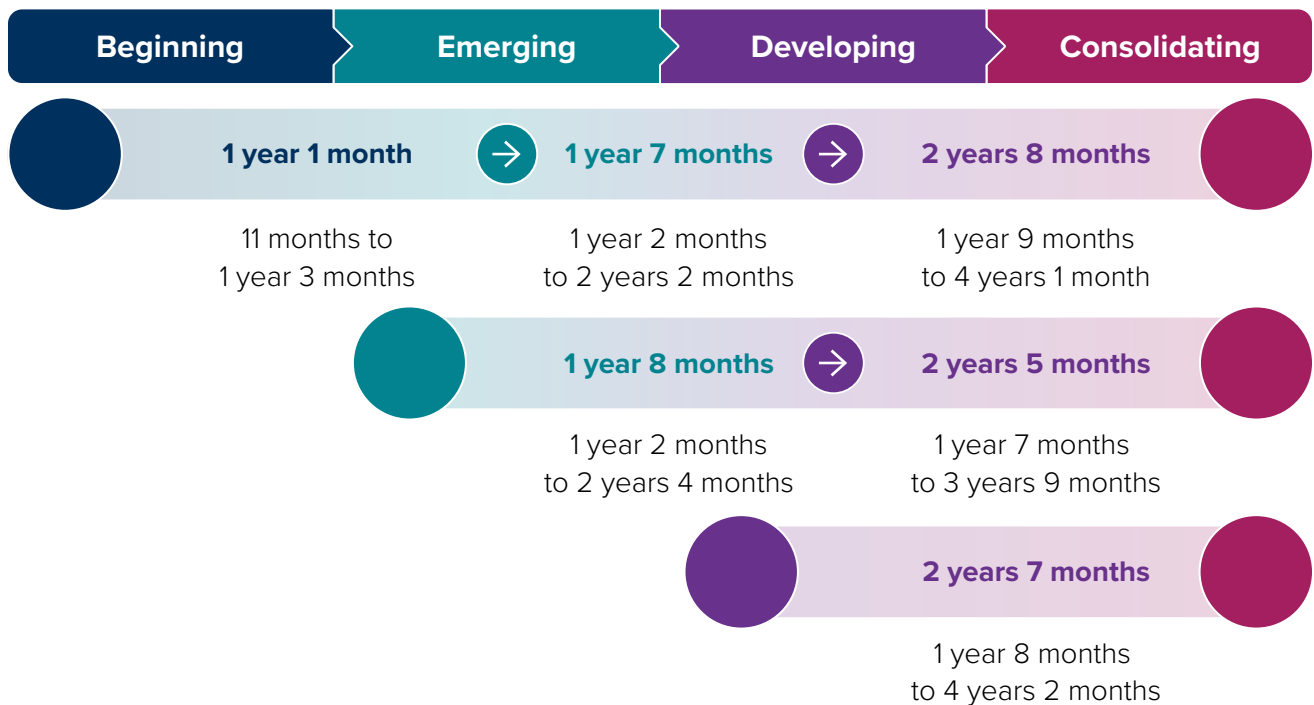 Beginning
Emerging
Developing
Consolidating
1 year 1 month
1 year 7 months
2 years 8 months
11 months to
1 year 3 months
1 year 2 months
to 2 years 2 months
1 year 9 months
to 4 years 1 month
1 year 8 months
2 years 5 months
1 year 2 months
to 2 years 4 months
1 year 7 months
to 3 years 9 months
2 years 7 months
1 year 8 months
to 4 years 2 months